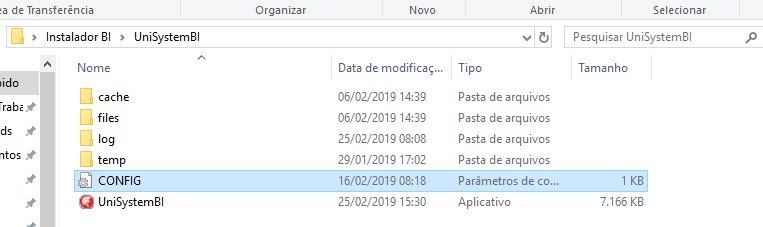 ea de Transferência Organizar Novo Abrir Selecionar
Instalador BI > UniSystemBI Pesquisar UniSystemBI
Nome Data de modificaç... Tipo Tamanho
cache 06/02/2019 14:39 Pasta de arquivos
files 06/02/2019 14:39 Pasta de arquivos
log 25/02/2019 08:08 Pasta de arquivos
temp 29/01/2019 17:02 Pasta de arquivos
CONFIG 16/02/2019 08:18 Parâmetros de co... 1 KB
UniSystemBI 25/02/2019 15:30 Aplicativo 7.166 KB
pido
Traba
ds
ntos